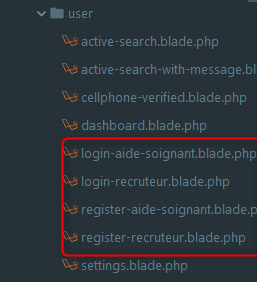 user
active-search.blade.php
active-search-with-message.bl
cellphone-verified.blade.php
dashboard.blade.php
login-aide-soignant.blade.php
login-recruteur.blade.php
register-aide-soignant.blade.p
register-recruteur.blade.php
settings.blade.php